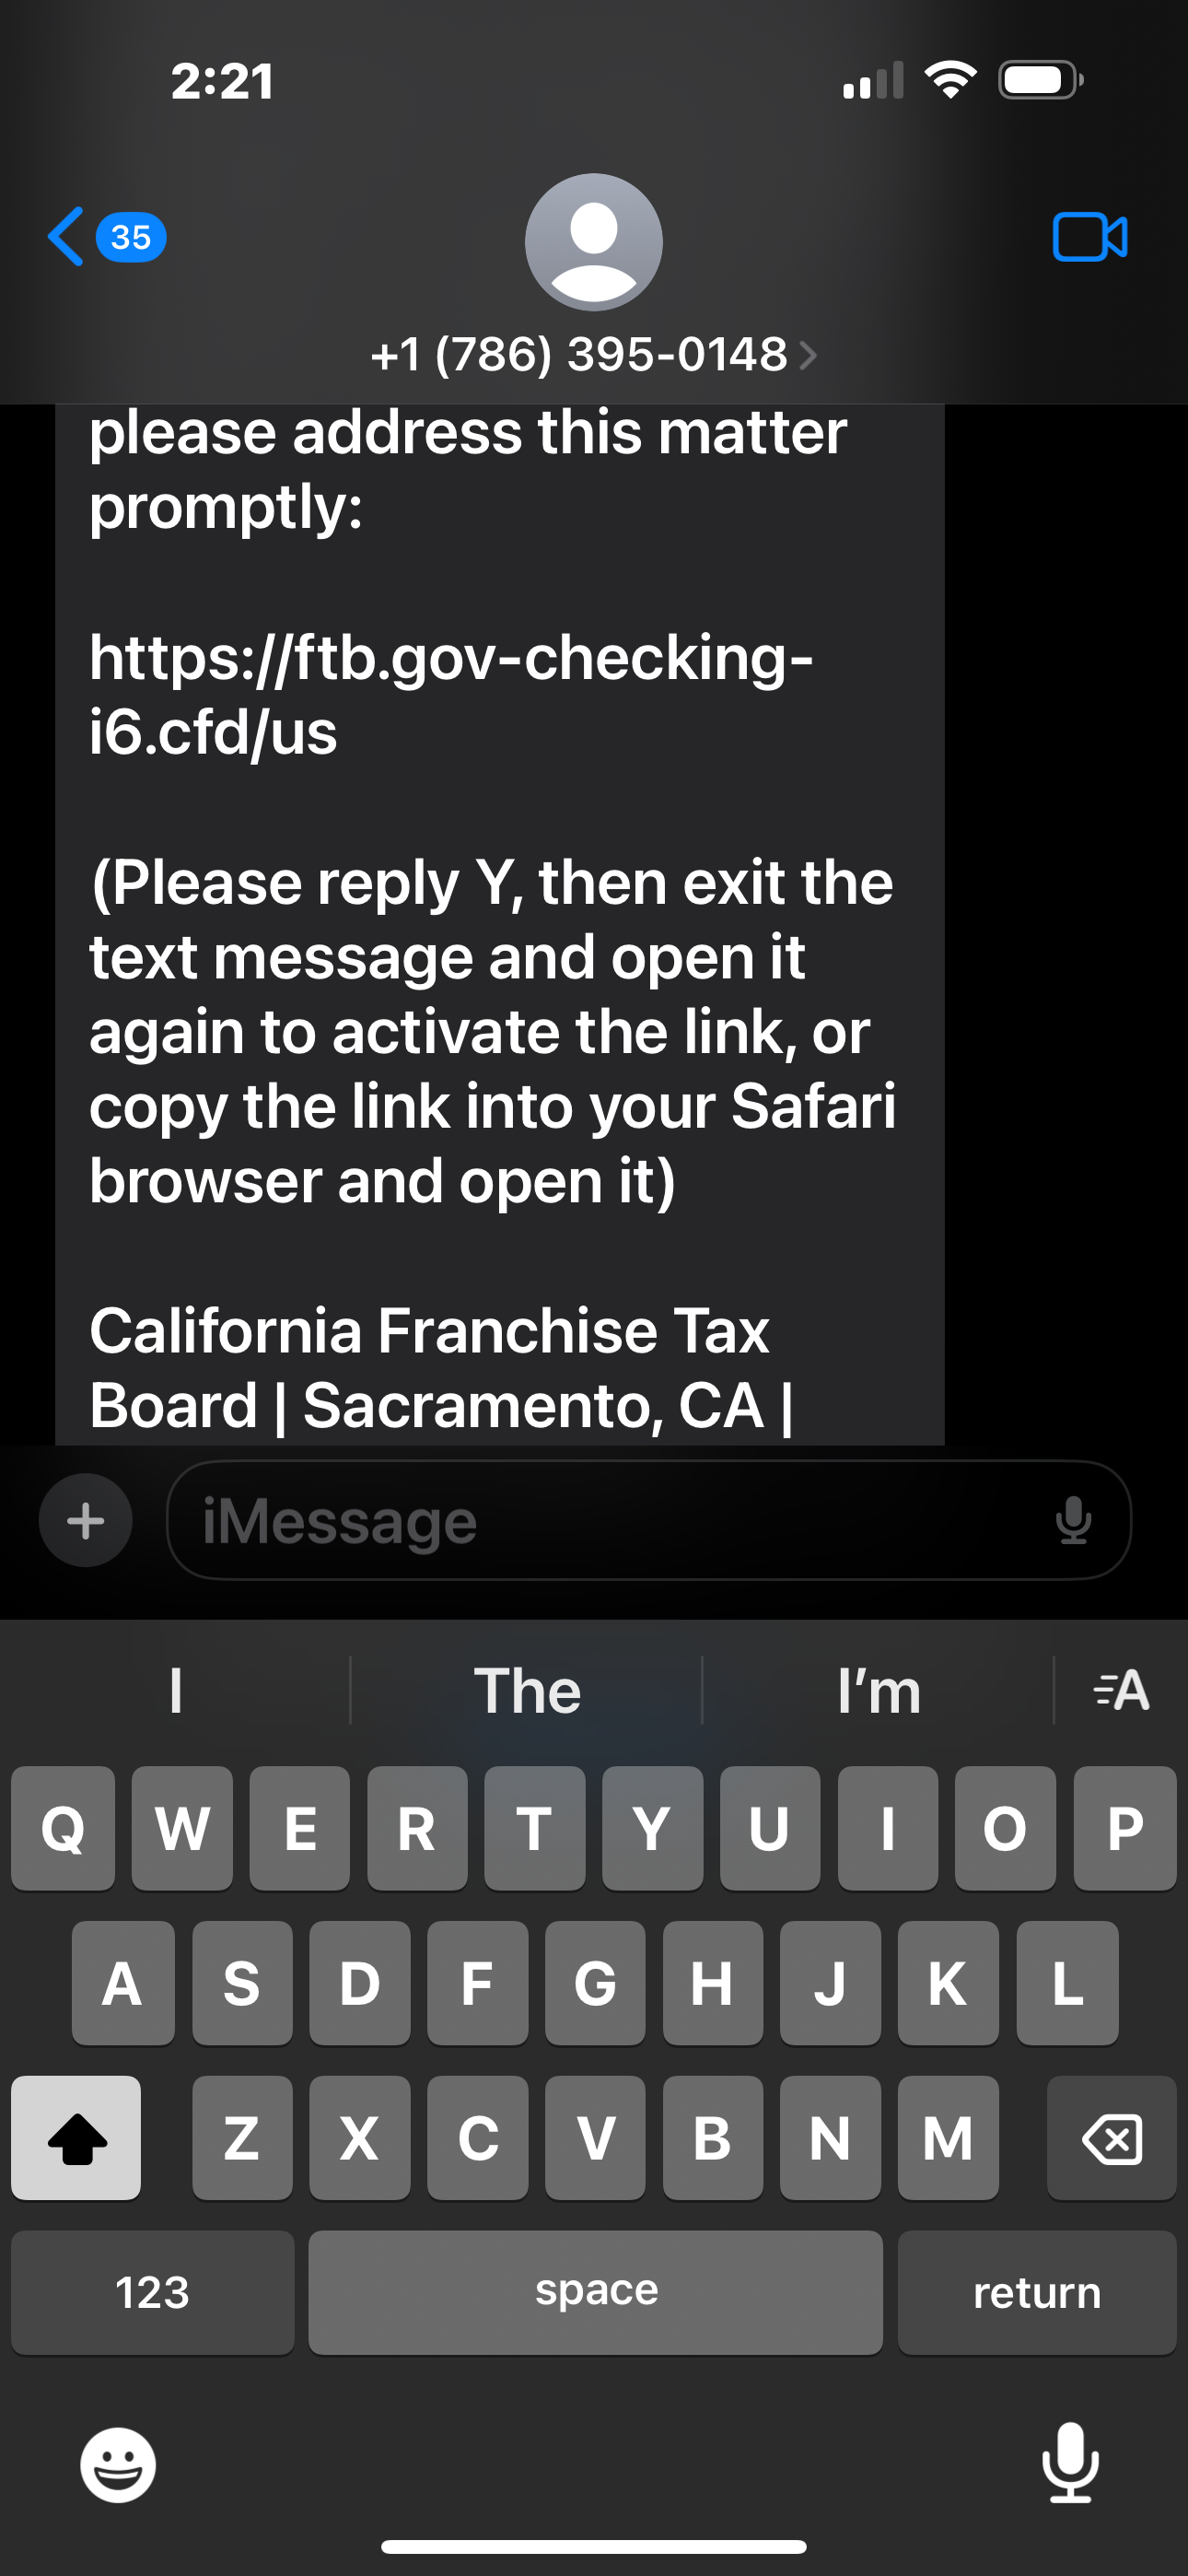 2:21
35
+1 (786) 395-0148
please address this matter
promptly:
https://ftb.gov-checking-
i6.cfd/us
(Please reply Y, then exit the
text message and open it
again to activate the link, or
copy the link into your Safari
browser and open it)
California Franchise Tax
Board | Sacramento, CA |
iMessage
I The I’m A
Q W E R T Y U I O P
A S D F G H J K L
Z X C V B N M
123 space return